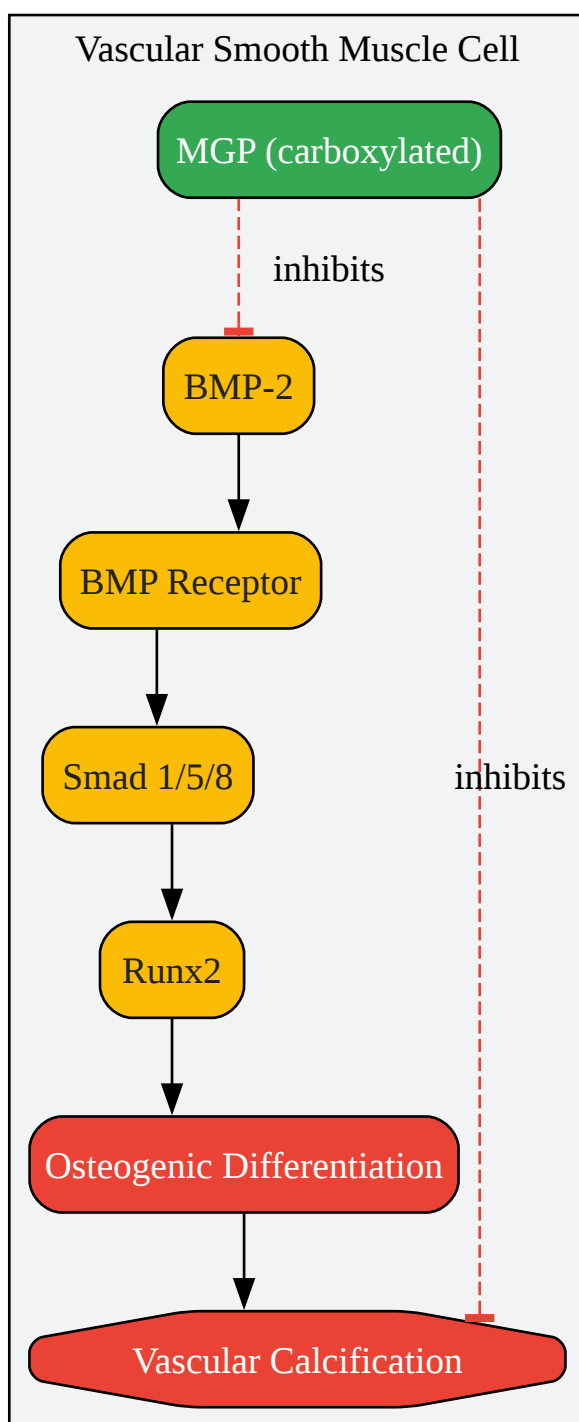 Vascular Smooth Muscle Cell
MGP (carboxylated)
inhibits
BMP-2
BMP Receptor
Smad 1/5/8
inhibits
Runx2
Osteogenic Differentiation
Vascular Calcification